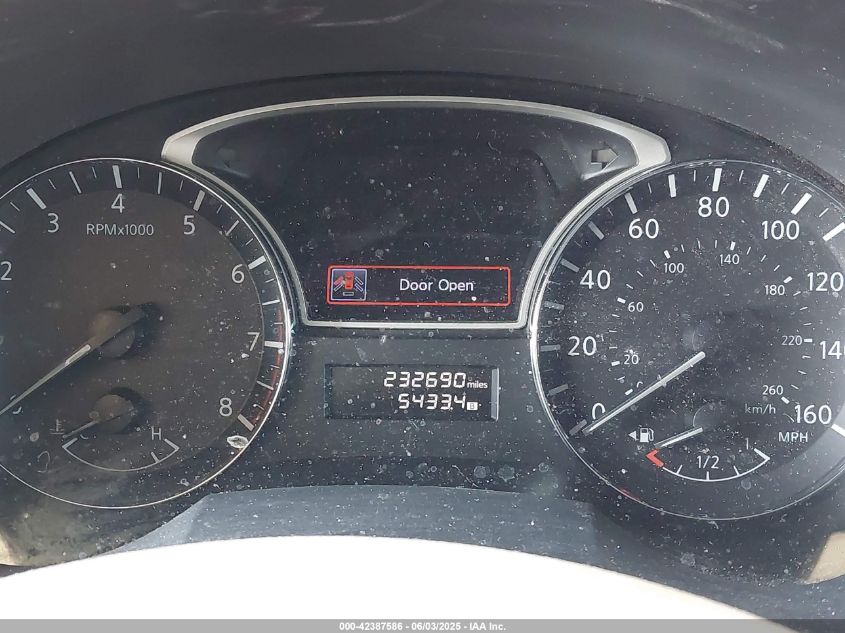 2 3 4 5 6 7 8
RPMx1000
H
Door Open
232690 miles
5433.4 B
0 20 40 60 80 100 120 140 160
20 60 100 140 180 220 260
km/h
MPH
1/2 1
000-42387586 - 06/03/2025 - IAA Inc.